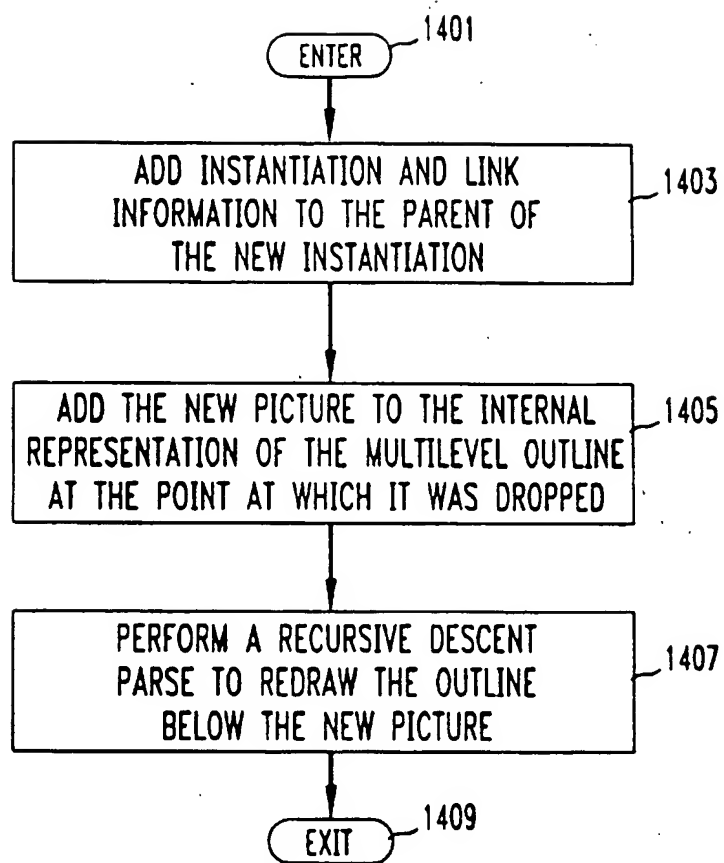 1401
ENTER
ADD INSTANTIATION AND LINK
INFORMATION TO THE PARENT OF
THE NEW INSTANTIATION
1403
ADD THE NEW PICTURE TO THE INTERNAL
REPRESENTATION OF THE MULTILEVEL OUTLINE
AT THE POINT AT WHICH IT WAS DROPPED
1405
PERFORM A RECURSIVE DESCENT
PARSE TO REDRAW THE OUTLINE
BELOW THE NEW PICTURE
1407
EXIT
1409